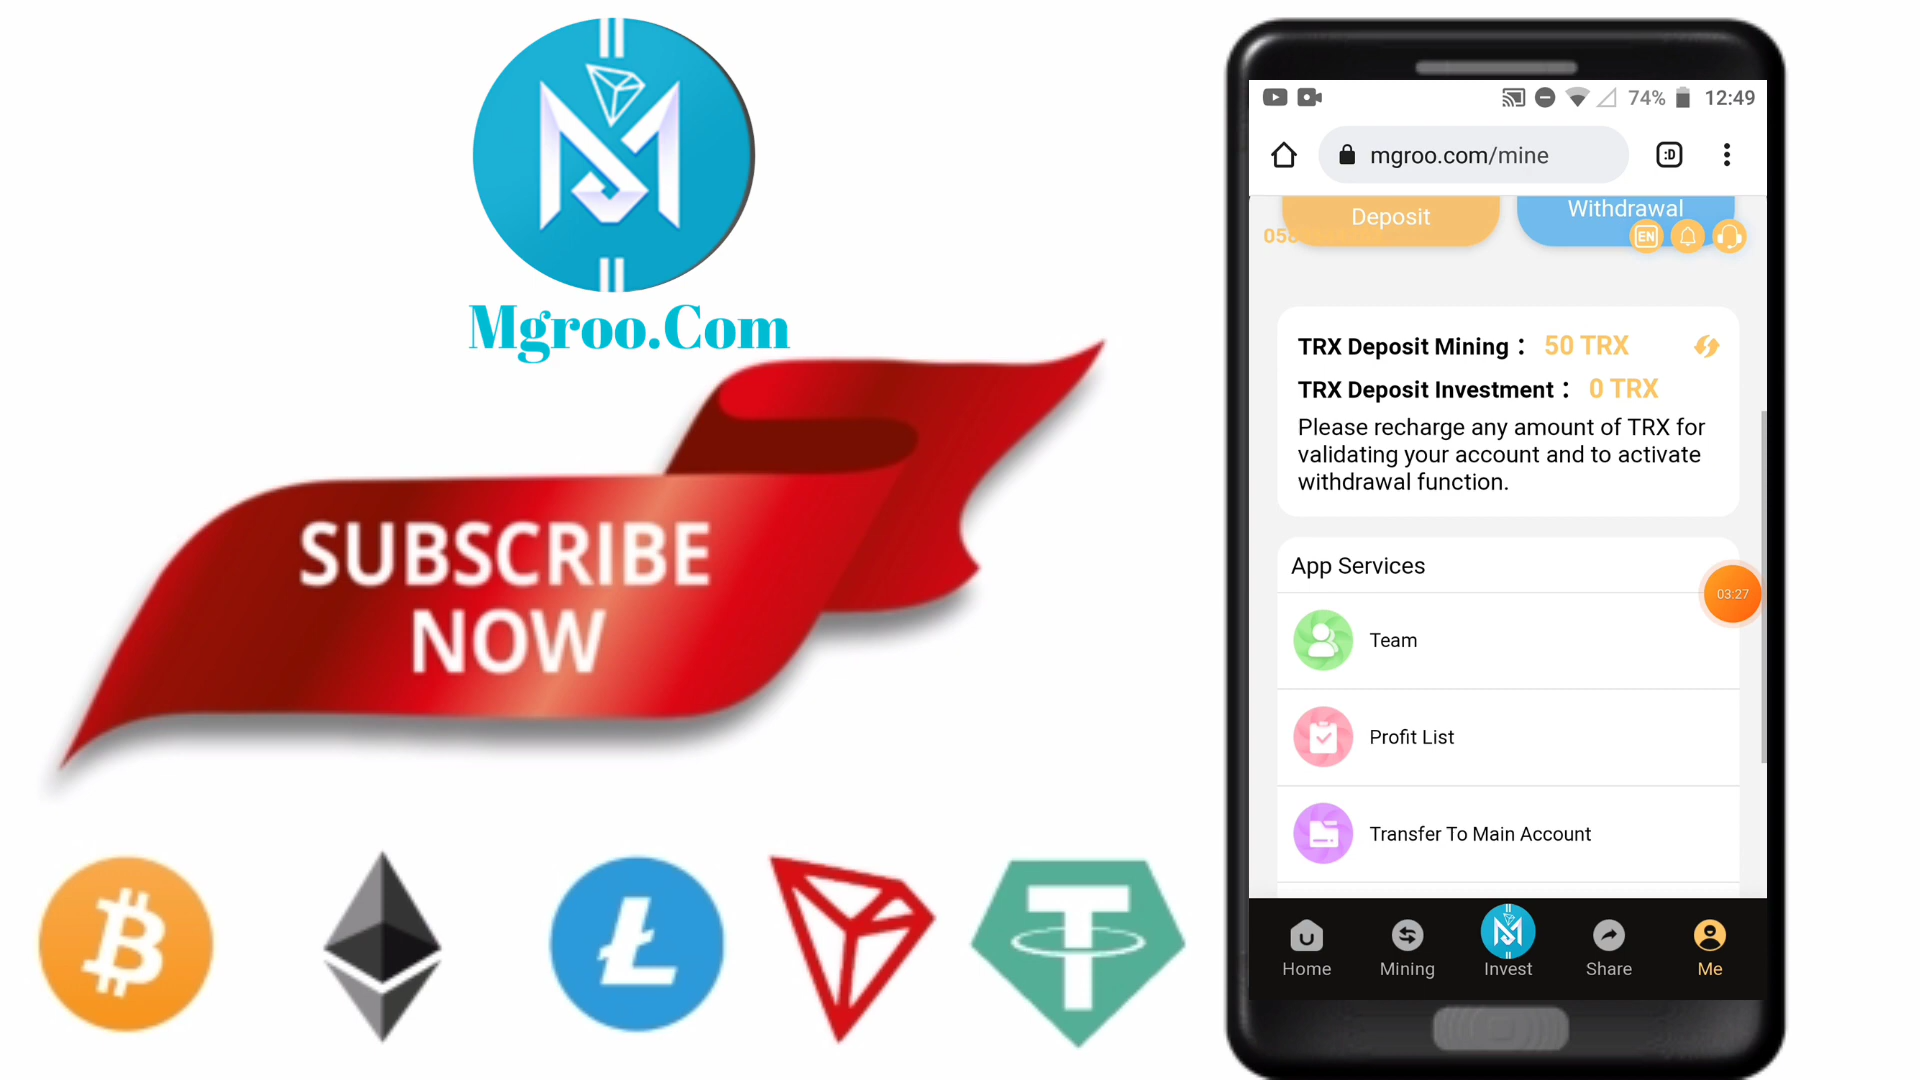 Mgroo.Com
SUBSCRIBE
NOW
74% 12:49
mgroo.com/mine
:D
Deposit
Withdrawal
EN
TRX Deposit Mining： 50 TRX
TRX Deposit Investment： 0 TRX
Please recharge any amount of TRX for
validating your account and to activate
withdrawal function.
App Services
03:27
Team
Profit List
Transfer To Main Account
Home
Mining
Invest
Share
Me